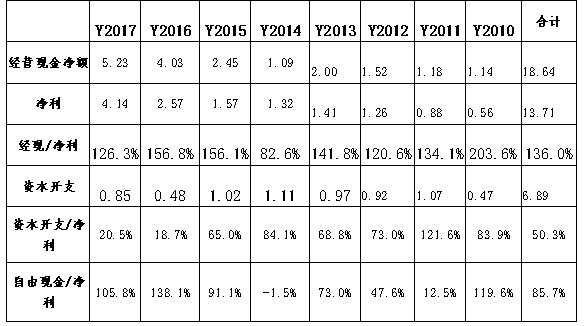 Y2017 Y2016 Y2015 Y2014 Y2013 Y2012 Y2011 Y2010 合计
经营现金净额 5.23 4.03 2.45 1.09 2.00 1.52 1.18 1.14 18.64
净利 4.14 2.57 1.57 1.32 1.41 1.26 0.88 0.56 13.71
经现/净利 126.3% 156.8% 156.1% 82.6% 141.8% 120.6% 134.1% 203.6% 136.0%
资本开支 0.85 0.48 1.02 1.11 0.97 0.92 1.07 0.47 6.89
资本开支/净
利 20.5% 18.7% 65.0% 84.1% 68.8% 73.0% 121.6% 83.9% 50.3%
自由现金/净
利 105.8% 138.1% 91.1% -1.5% 73.0% 47.6% 12.5% 119.6% 85.7%